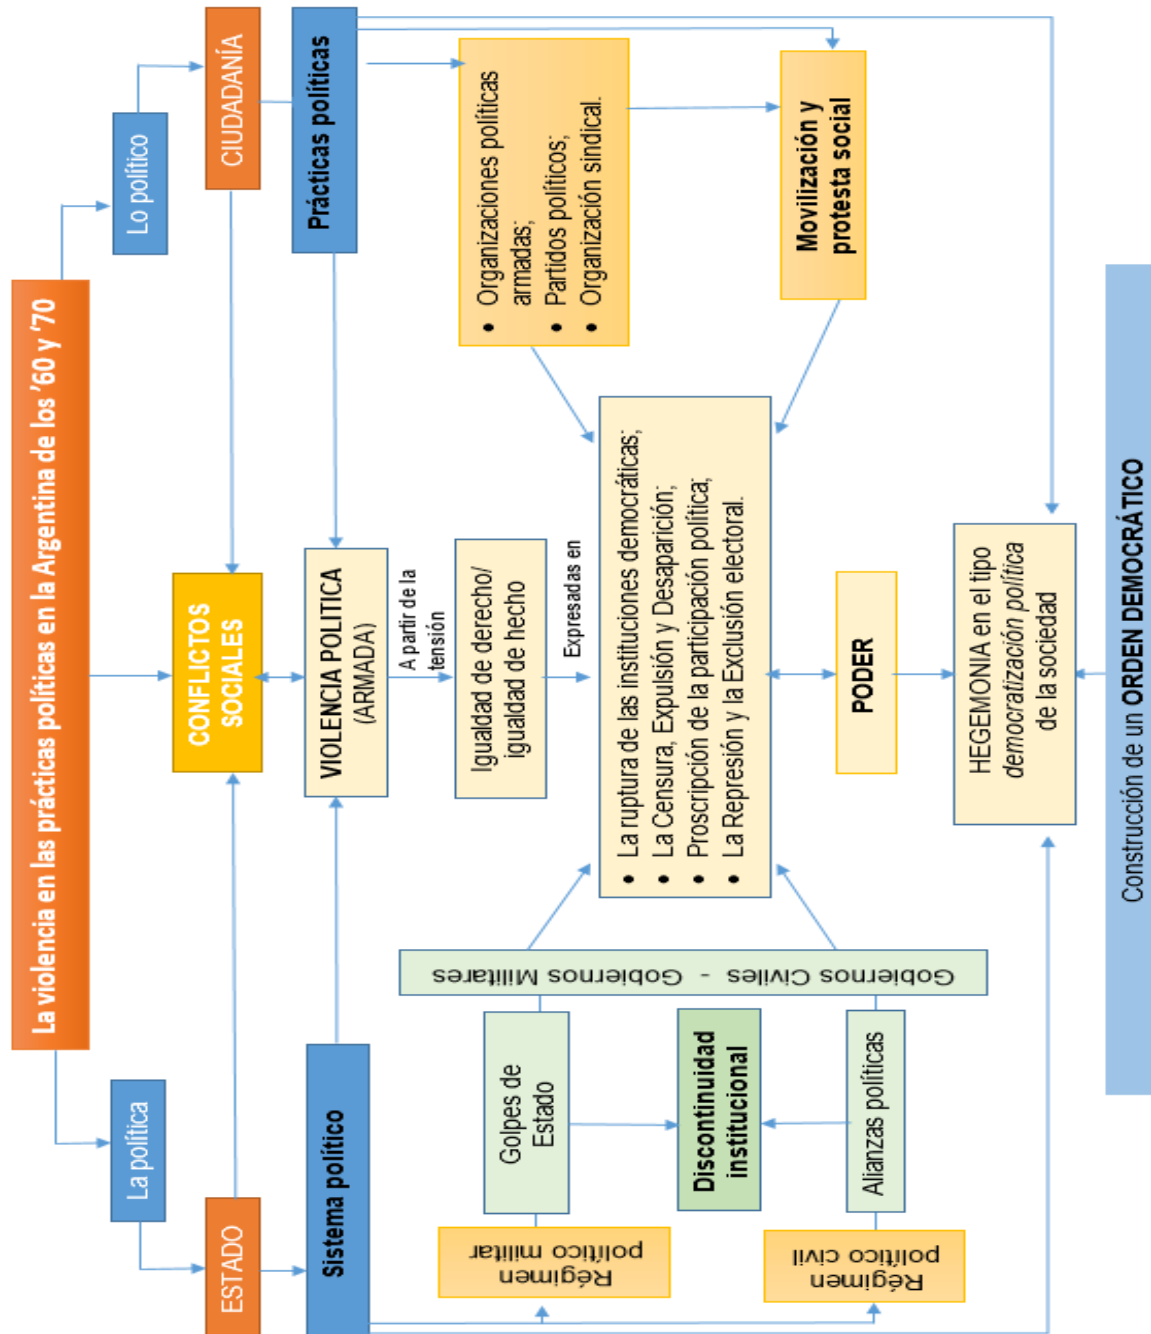 La violencia en las prácticas políticas en la Argentina de los '60 y '70
La política
Lo político
ESTADO
CONFLICTOS
SOCIALES
CIUDADANÍA
Sistema político
VIOLENCIA POLITICA
(ARMADA)
Prácticas políticas
A partir de la
tensión
Igualdad de derecho/
igualdad de hecho
Expresadas en
Régimen
político militar
Régimen
político civil
Golpes de
Estado
Discontinuidad
institucional
Alianzas políticas
Gobiernos Civiles - Gobiernos Militares
• La ruptura de las instituciones democráticas;
• La Censura, Expulsión y Desaparición;
• Proscripción de la participación política;
• La Represión y la Exclusión electoral.
• Organizaciones políticas
armadas;
• Partidos políticos;
• Organización sindical.
Movilización y
protesta social
PODER
HEGEMONIA en el tipo
democratización política
de la sociedad
Construcción de un ORDEN DEMOCRÁTICO